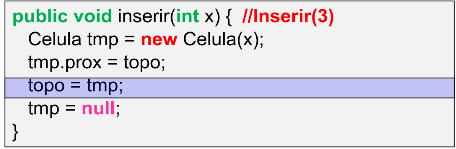 public void inserir(int x) { //Inserir(3)
Celula tmp = new Celula(x);
tmp.prox = topo;
topo = tmp;
tmp = null;
}